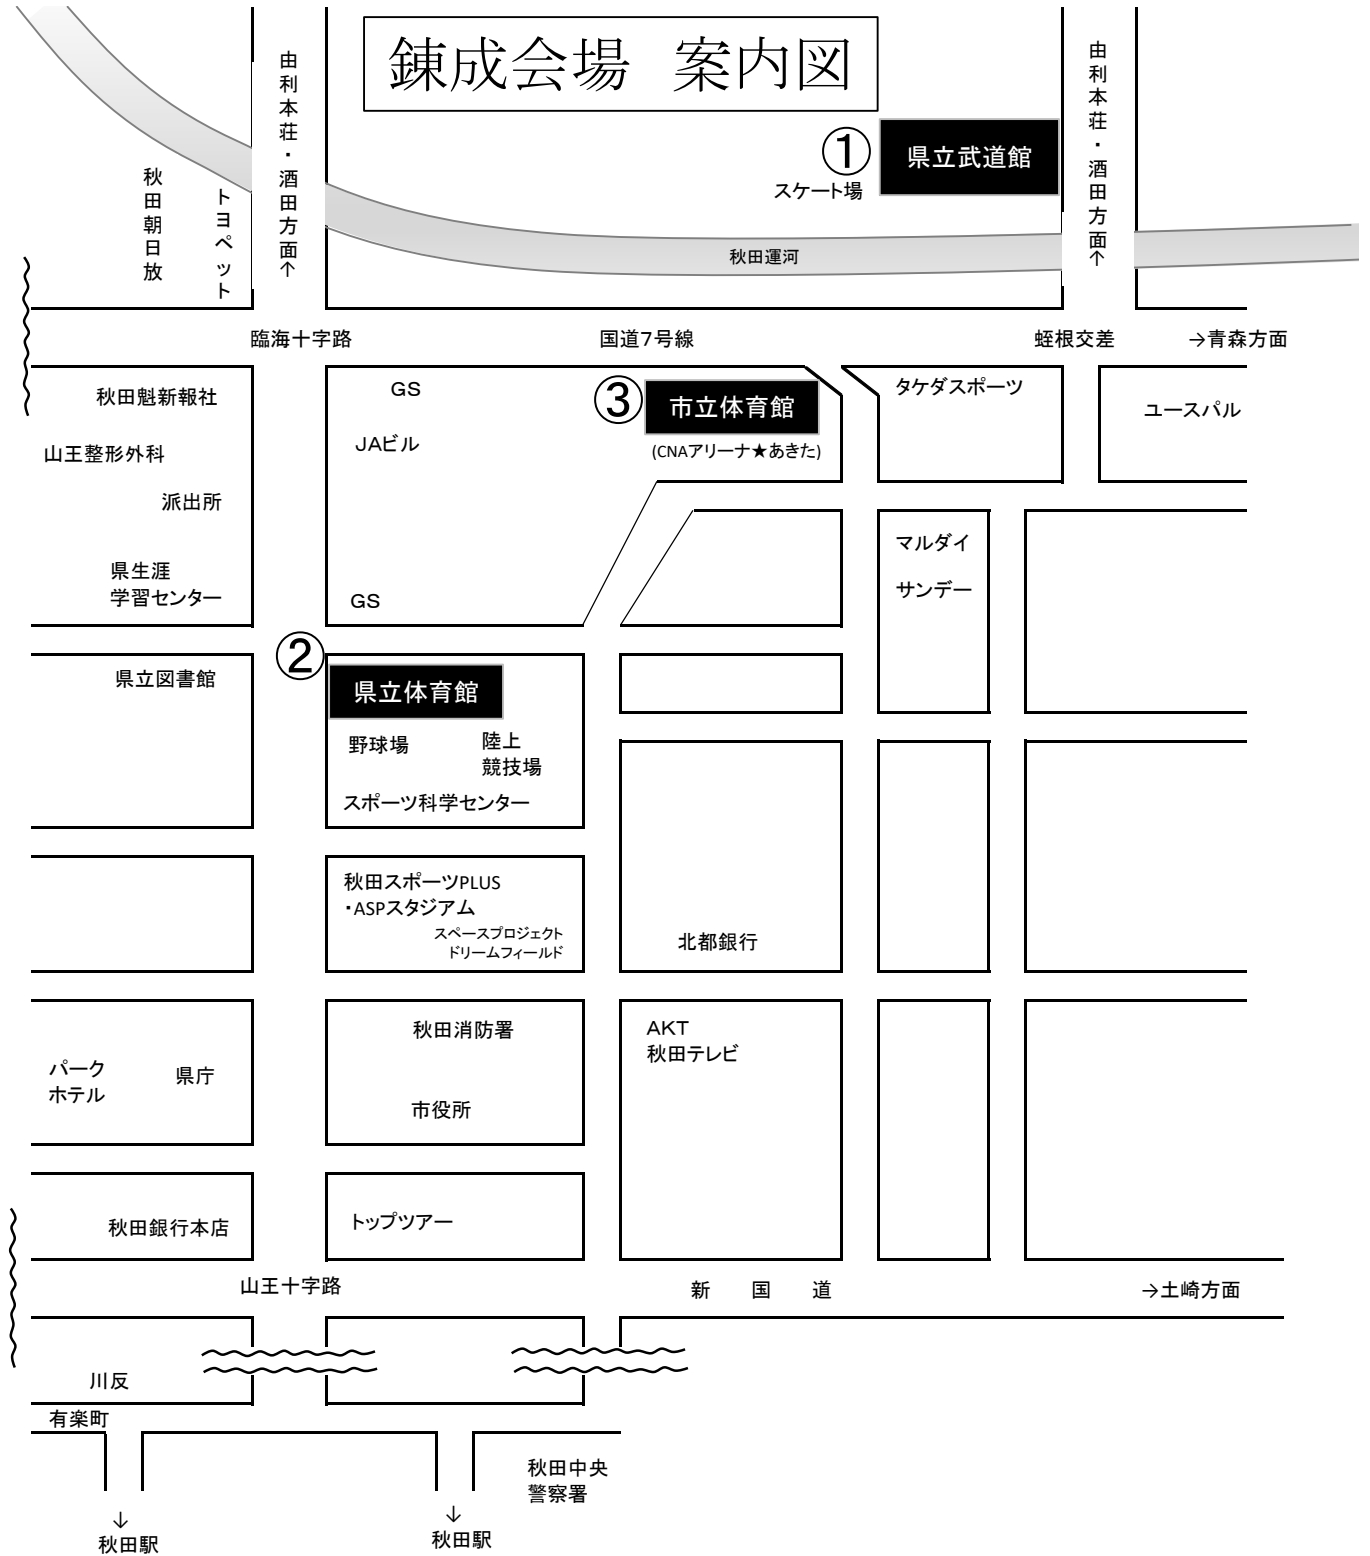 錬成会場　案内図
由利本荘・酒田方面↑
由利本荘・酒田方面↑
① 県立武道館
スケート場
秋田朝日放
トヨペット
秋田運河
臨海十字路
国道7号線
蛭根交差
→青森方面
秋田魁新報社
山王整形外科
派出所
県生涯
学習センター
GS
JAビル
GS
③ 市立体育館
(CNAアリーナ★あきた)
タケダスポーツ
ユースパル
マルダイ
サンデー
県立図書館
② 県立体育館
野球場
陸上
競技場
スポーツ科学センター
秋田スポーツPLUS
・ASPスタジアム
スペースプロジェクト
ドリームフィールド
北都銀行
パーク
ホテル
県庁
秋田消防署
市役所
AKT
秋田テレビ
秋田銀行本店
トップツアー
山王十字路
新　国　道
→土崎方面
川反
有楽町
秋田中央
警察署
↓
秋田駅
↓
秋田駅